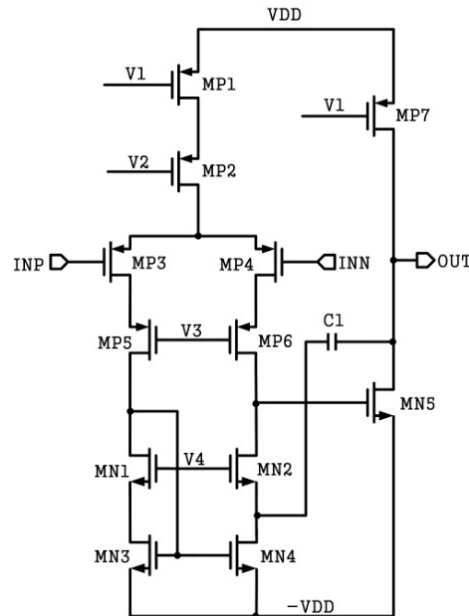 VDD
V1
MP1
V1
MP7
V2
MP2
INP
MP3
MP4
INN
OUT
MP5
V3
MP6
C1
MN5
MN1
V4
MN2
MN3
MN4
-VDD